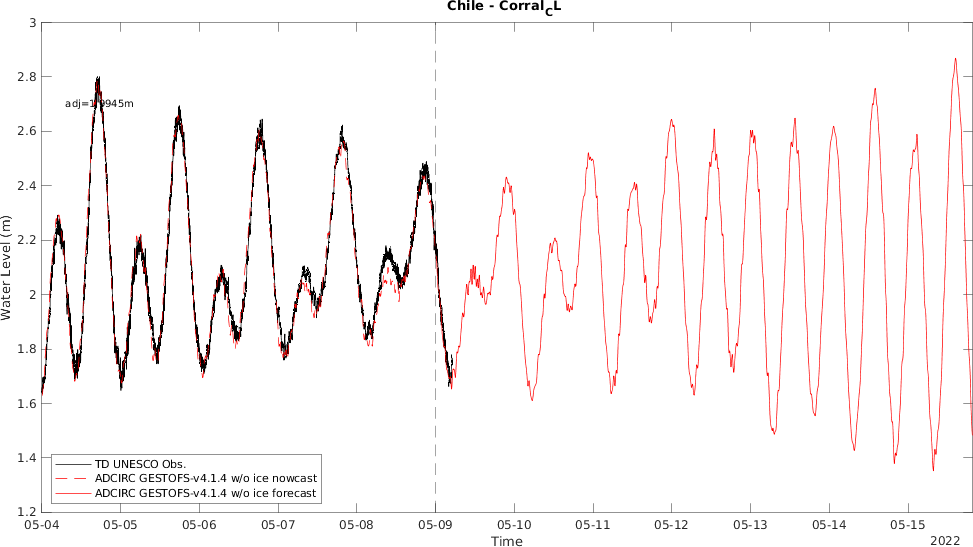 Chile - Corral_CL
3
2.8
adj=1.9945m
2.6
2.4
2.2
Water Level (m)
2
1.8
1.6
1.4
TD UNESCO Obs.
ADCIRC GESTOFS-v4.1.4 w/o ice nowcast
ADCIRC GESTOFS-v4.1.4 w/o ice forecast
1.2
05-04 05-05 05-06 05-07 05-08 05-09 05-10 05-11 05-12 05-13 05-14 05-15
Time
2022